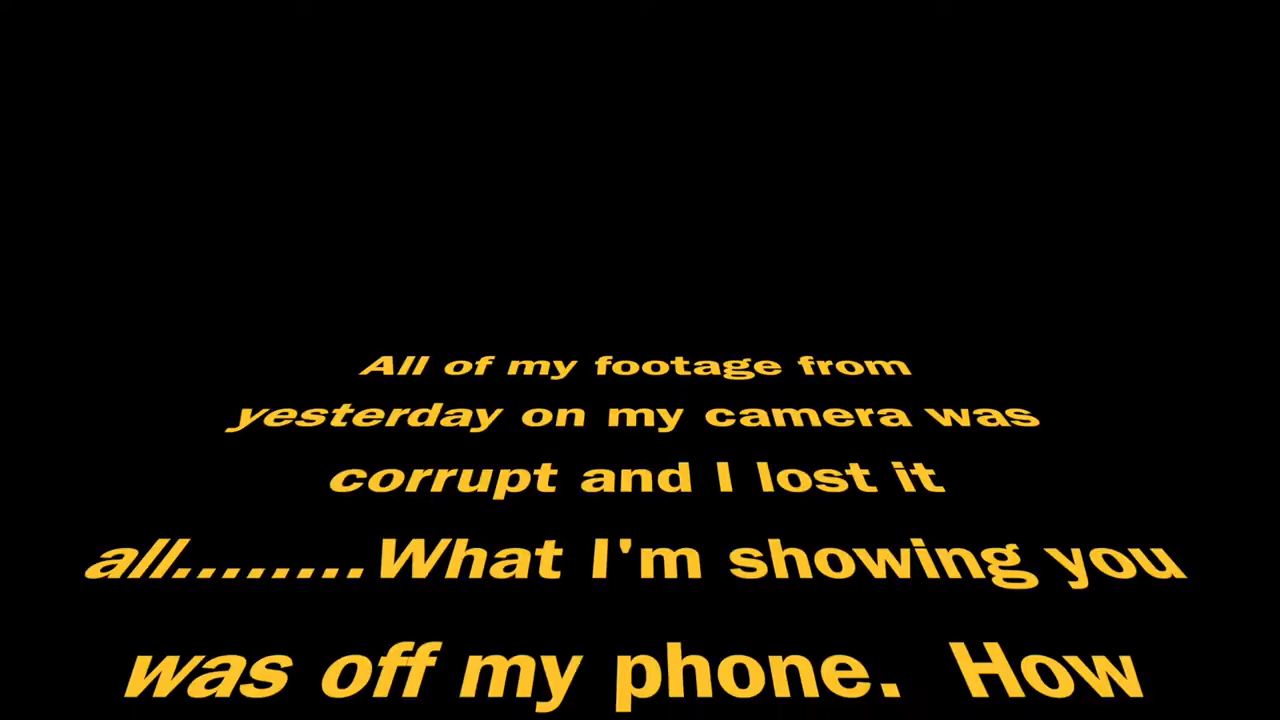 All of my footage from
yesterday on my camera was
corrupt and I lost it
all........What I'm showing you
was off my phone.  How